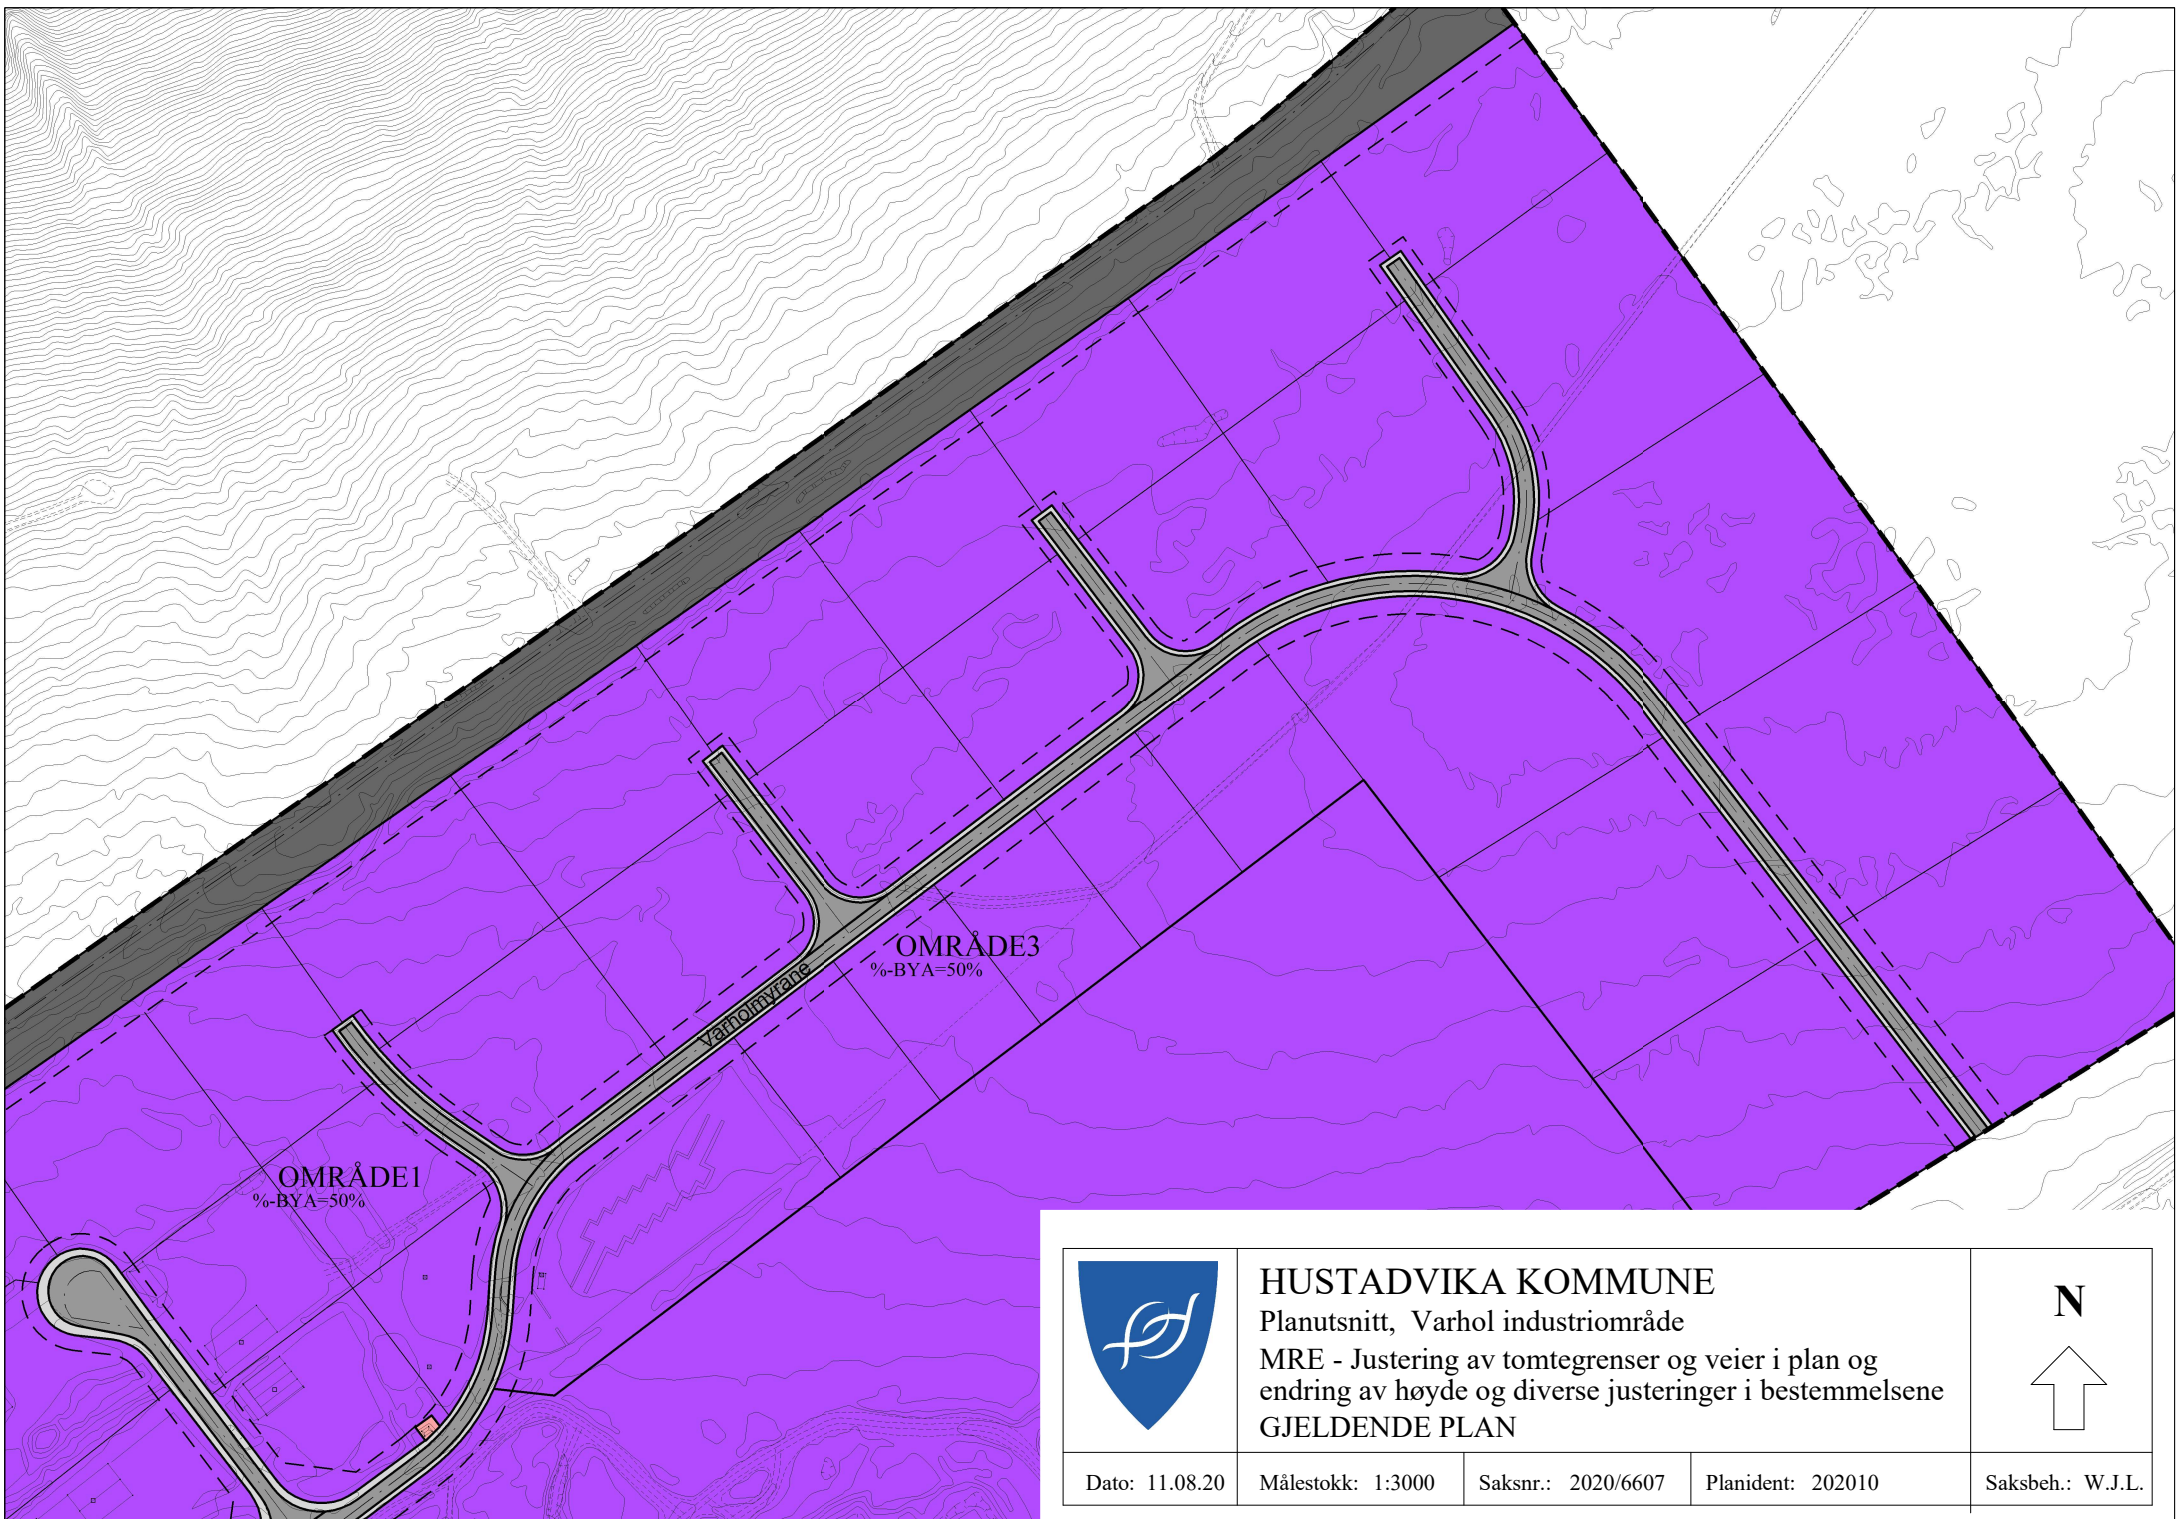 OMRÅDE3
%-BYA=50%
Varholmyrane
OMRÅDE1
%-BYA=50%
HUSTADVIKA KOMMUNE
Planutsnitt, Varhol industriområde
MRE - Justering av tomtegrenser og veier i plan og
endring av høyde og diverse justeringer i bestemmelsene
GJELDENDE PLAN
N
Dato: 11.08.20
Målestokk: 1:3000
Saksnr.: 2020/6607
Planident: 202010
Saksbeh.: W.J.L.